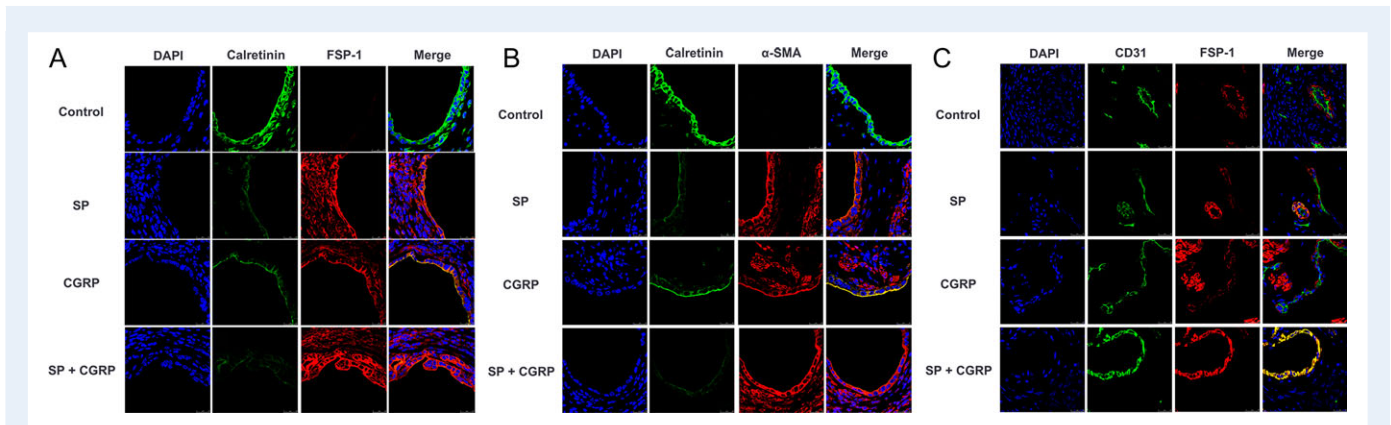 A
DAPI Calretinin FSP-1 Merge
Control
SP
CGRP
SP + CGRP
B
DAPI Calretinin α-SMA Merge
Control
SP
CGRP
SP + CGRP
C
DAPI CD31 FSP-1 Merge
Control
SP
CGRP
SP + CGRP